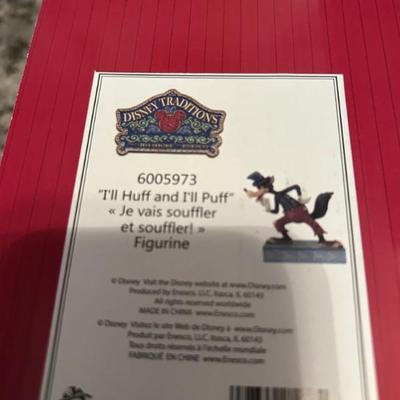 DISNEY TRADITIONS
6005973
"I'll Huff and I'll Puff"
« Je vais souffler
et souffler! »
Figurine
© Disney Visit the Disney website at www.Disney.com
Produced by Enesco, LLC, Itasca, IL 60143
All rights reserved worldwide
MADE IN CHINA www.Enesco.com
© Disney Visitez le site Web de Disney à www.Disney.com
Produit par Enesco, LLC, Itasca, IL 60143
Tous droits réservés à l'échelle mondiale
FABRIQUÉ EN CHINE www.Enesco.com